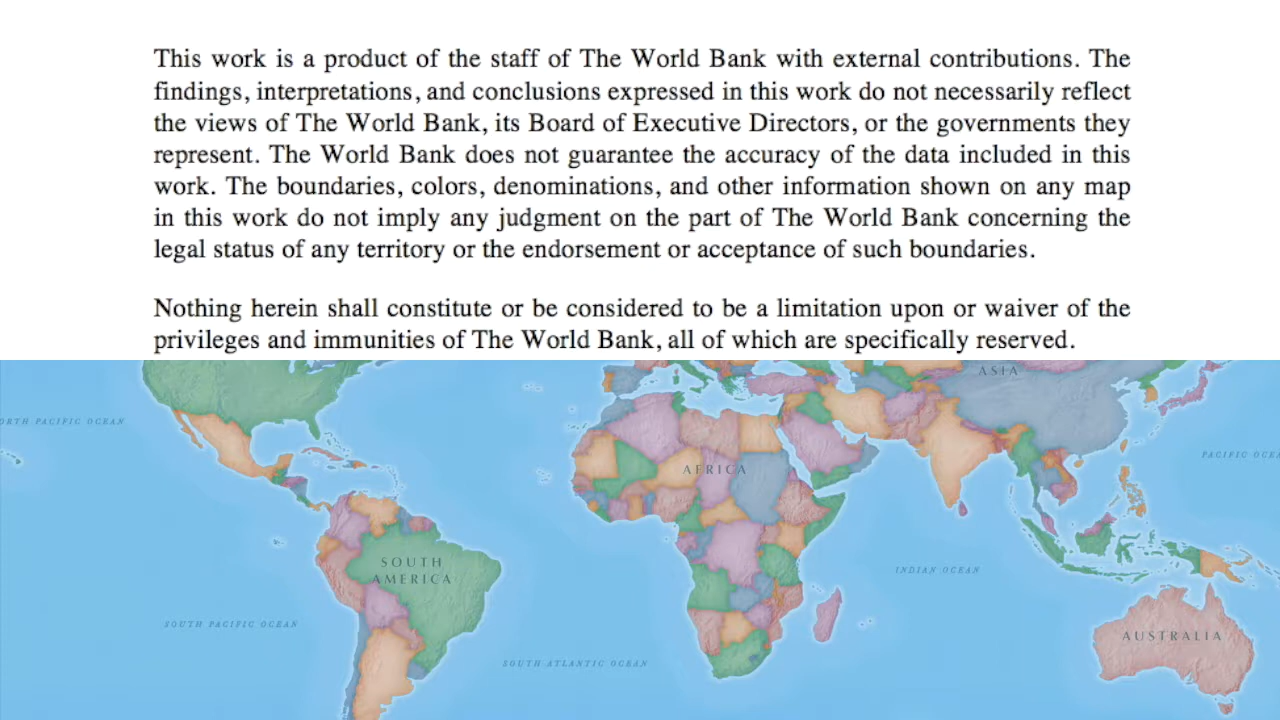 This work is a product of the staff of The World Bank with external contributions. The
findings, interpretations, and conclusions expressed in this work do not necessarily reflect
the views of The World Bank, its Board of Executive Directors, or the governments they
represent. The World Bank does not guarantee the accuracy of the data included in this
work. The boundaries, colors, denominations, and other information shown on any map
in this work do not imply any judgment on the part of The World Bank concerning the
legal status of any territory or the endorsement or acceptance of such boundaries.
Nothing herein shall constitute or be considered to be a limitation upon or waiver of the
privileges and immunities of The World Bank, all of which are specifically reserved.
ASIA
ORTH PACIFIC OCEAN
PACIFIC OCEA
AFRICA
SOUTH
AMERICA
INDIAN OCEAN
SOUTH PACIFIC OCEAN
AUSTRALIA
SOUTH ATLANTIC OCEAN